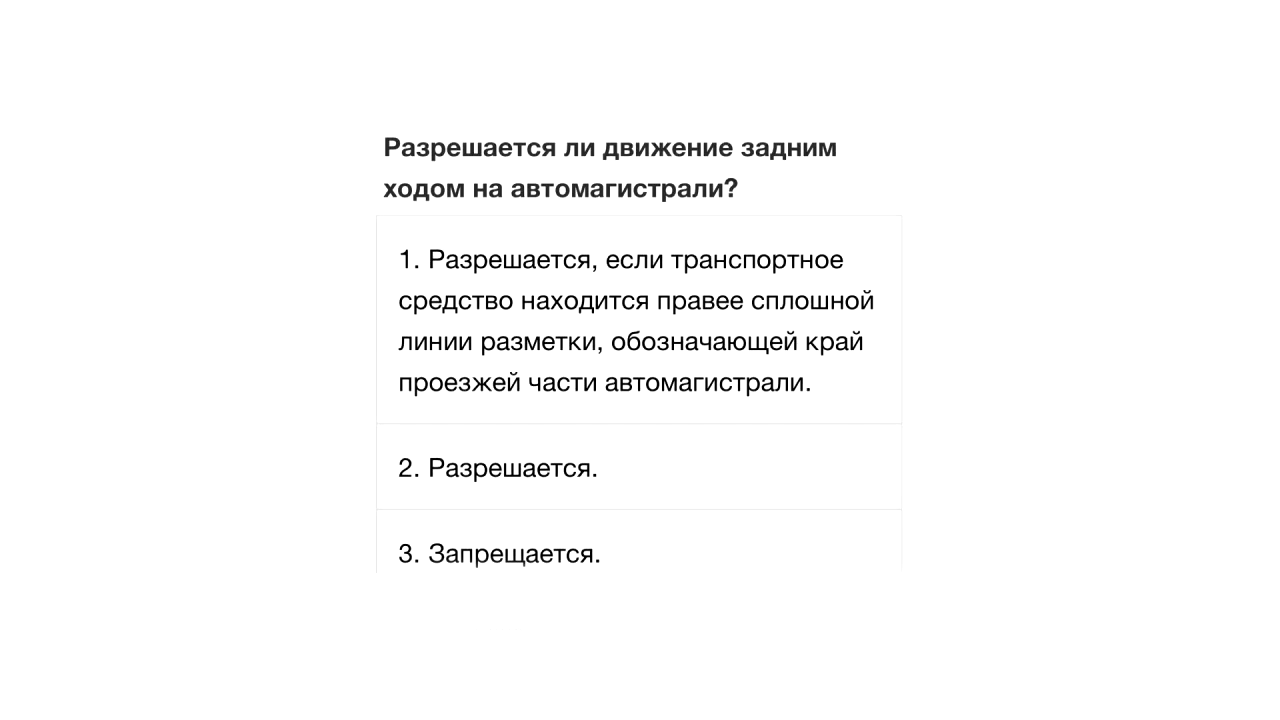 Разрешается ли движение задним
ходом на автомагистрали?
1. Разрешается, если транспортное
средство находится правее сплошной
линии разметки, обозначающей край
проезжей части автомагистрали.
2. Разрешается.
3. Запрещается.